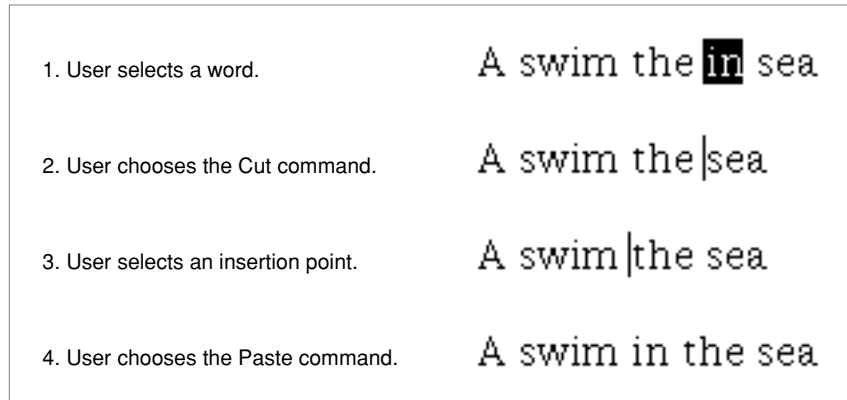 1. User selects a word. A swim the in sea
2. User chooses the Cut command. A swim the sea
3. User selects an insertion point. A swim the sea
4. User chooses the Paste command. A swim in the sea